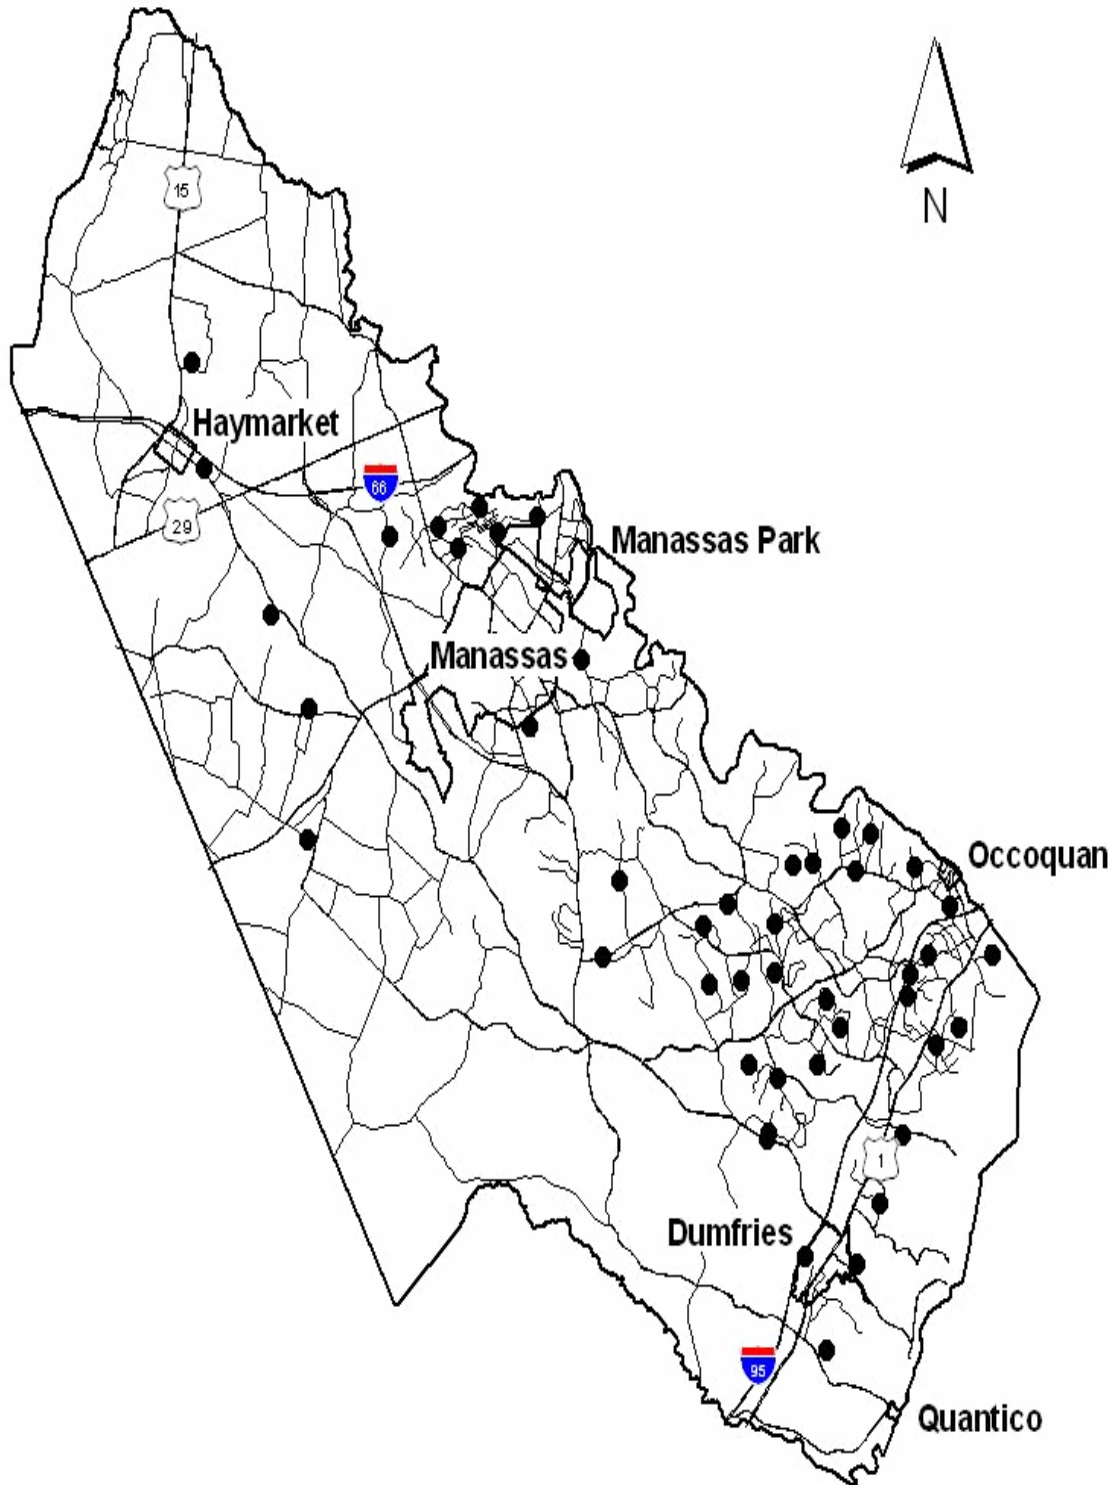 N
15
Haymarket
66
29
Manassas Park
Manassas
Occoquan
1
Dumfries
95
Quantico